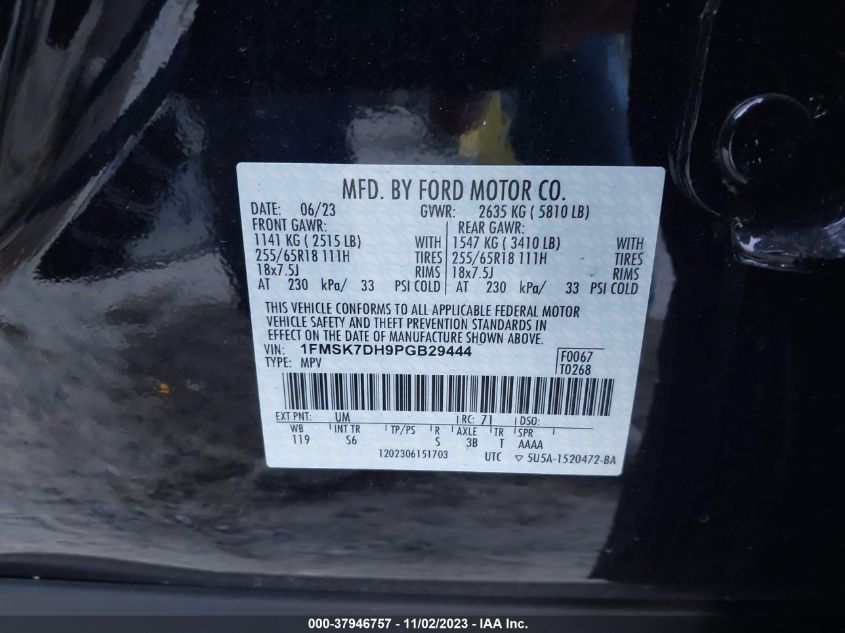 MFD. BY FORD MOTOR CO.
DATE: 06/23 GVWR: 2635 KG ( 5810 LB)
FRONT GAWR: REAR GAWR:
1141 KG ( 2515 LB) WITH 1547 KG ( 3410 LB) WITH
255/65R18 111H TIRES 255/65R18 111H TIRES
18x7.5J RIMS 18x7.5J RIMS
AT 230 kPa/ 33 PSI COLD AT 230 kPa/ 33 PSI COLD
THIS VEHICLE CONFORMS TO ALL APPLICABLE FEDERAL MOTOR
VEHICLE SAFETY AND THEFT PREVENTION STANDARDS IN
EFFECT ON THE DATE OF MANUFACTURE SHOWN ABOVE.
VIN: 1FMSK7DH9PGB29444 F0067
TYPE: MPV T0268
EXT PNT: UM RC: 71 DSO:
WB INT TR TP/PS R AXLE TR SPR
119 S6 S 3B T AAAA
1202306151703 UTC ▽ 5U5A-1520472-BA
000-37946757 - 11/02/2023 - IAA Inc.